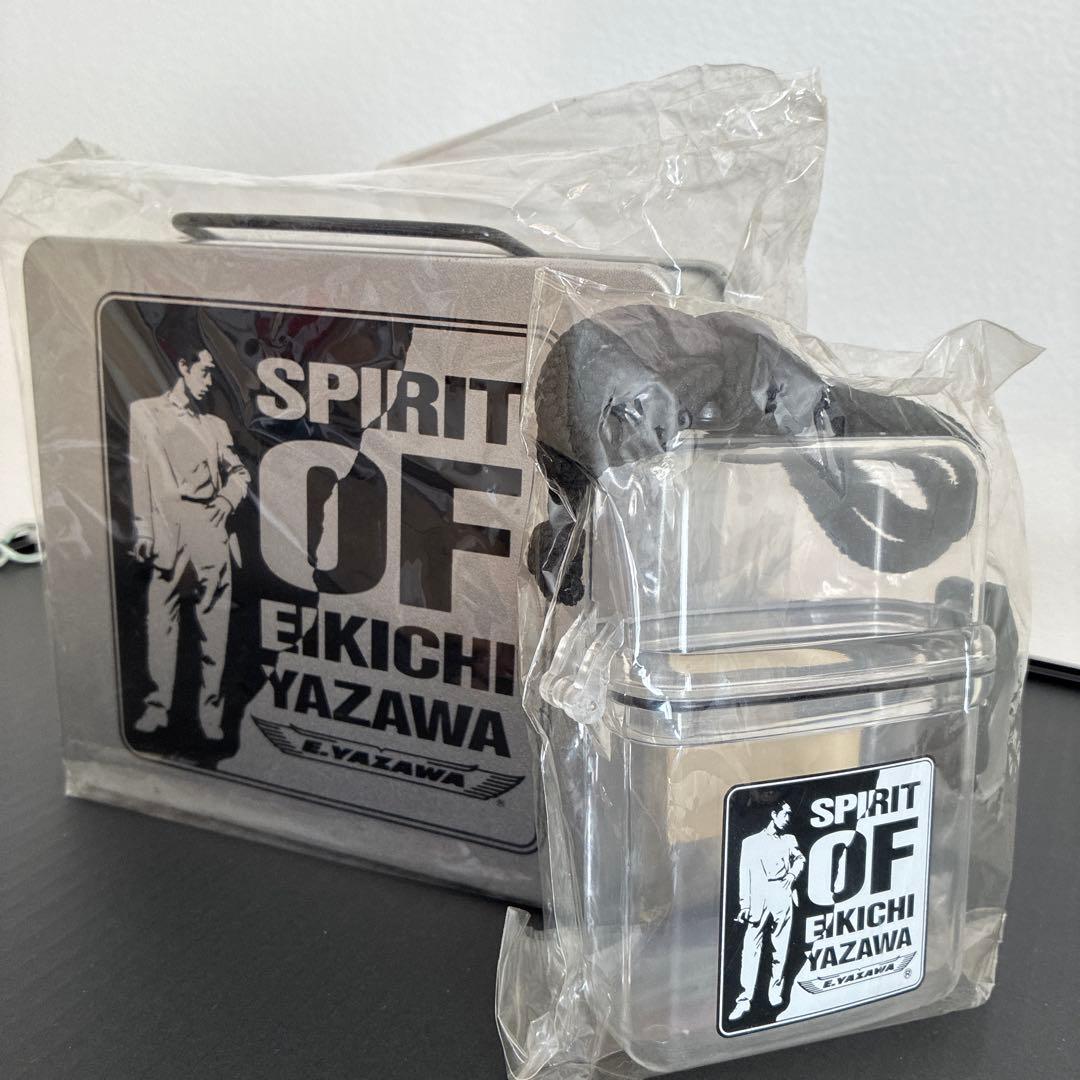 SPIRIT
OF
EIKICHI
YAZAWA
E.YAZAWA
®
SPIRIT
OF
EIKICHI
YAZAWA
E.YAZAWA
®